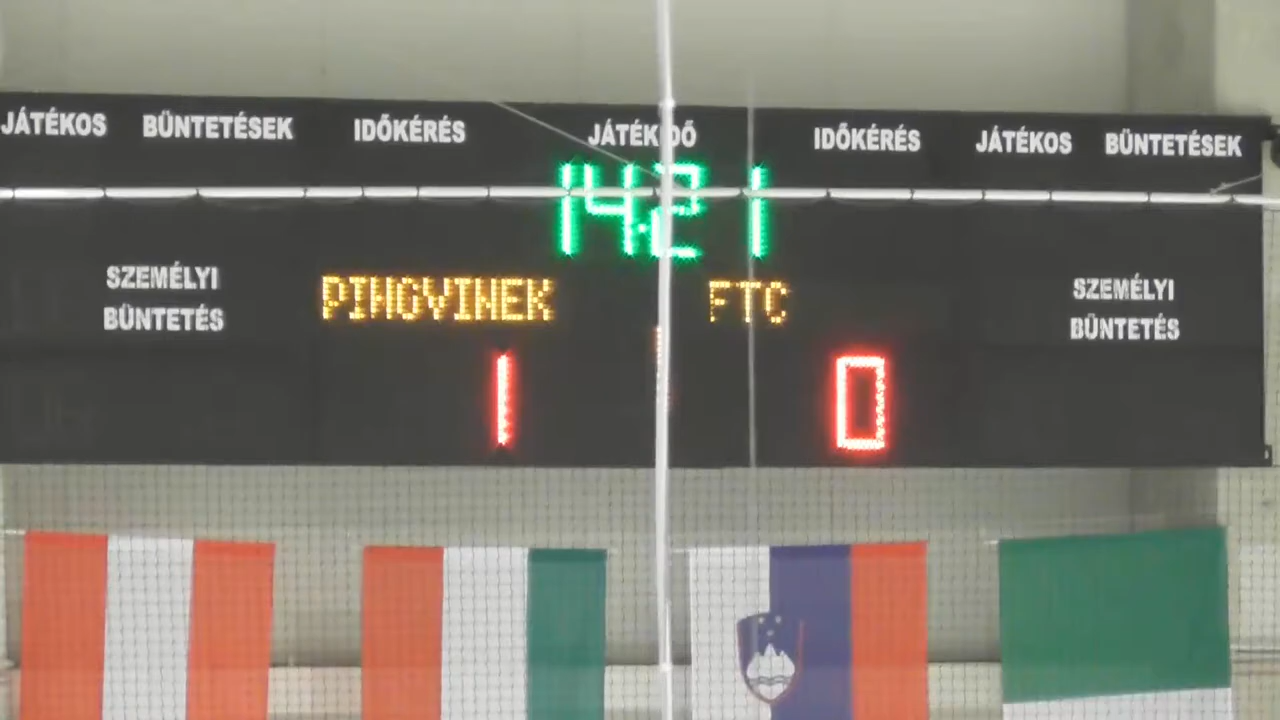 JÁTÉKOS BÜNTETÉSEK IDŐKÉRÉS JÁTÉKIDŐ IDŐKÉRÉS JÁTÉKOS BÜNTETÉSEK
14:21
SZEMÉLYI BÜNTETÉS
PINGVINEK FTC
SZEMÉLYI BÜNTETÉS
1 0